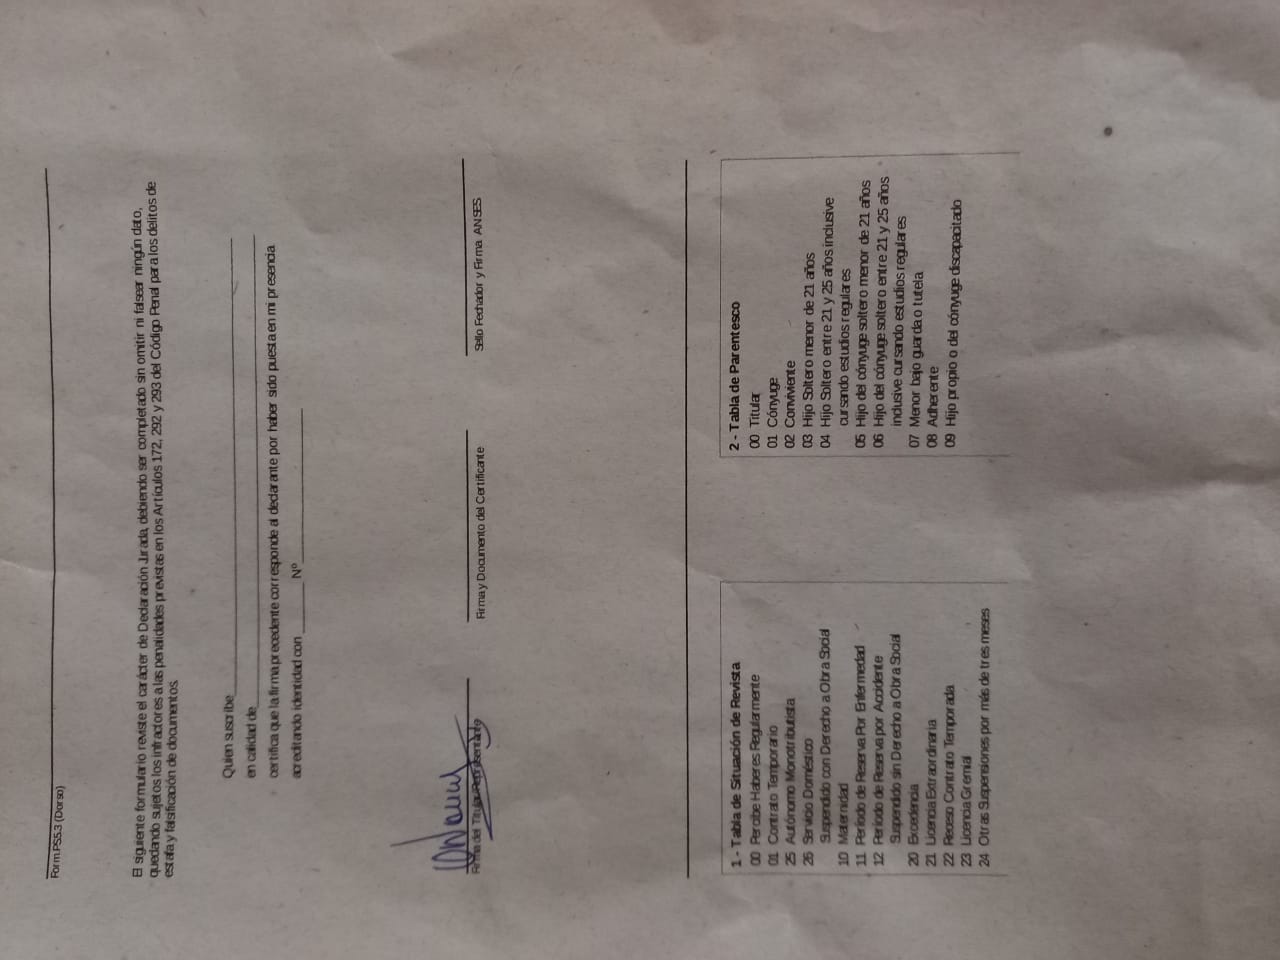 Form PS5.3 (Dorso)
El siguiente formulario reviste el carácter de Declaración Jurada, debiendo ser completado sin omitir ni falsear ningún dato,
quedando sujetos los infractores a las penalidades previstas en los Artículos 172, 292 y 293 del Código Penal para los delitos de
estafa y falsificación de documentos.
Quien suscribe
en calidad de
certifica que la firma precedente corresponde al declarante por haber sido puesta en mi presencia
acreditando identidad con Nº
Firma del Titular/Representante
Firma y Documento del Certificante
Sello Fechador y Firma ANSES
1 - Tabla de Situación de Revista
00 Percibe Haberes Regularmente
01 Contrato Temporario
25 Autónomo Monotributista
26 Servicio Doméstico
Suspendido con Derecho a Obra Social
10 Maternidad
11 Período de Reserva Por Enfermedad
12 Período de Reserva por Accidente
Suspendido sin Derecho a Obra Social
20 Excedencia
21 Licencia Extraordinaria
22 Receso Contrato Temporada
23 Licencia Gremial
24 Otras Suspensiones por más de tres meses
2 - Tabla de Parentesco
00 Titular
01 Cónyuge
02 Conviviente
03 Hijo Soltero menor de 21 años
04 Hijo Soltero entre 21 y 25 años inclusive
cursando estudios regulares
05 Hijo del cónyuge soltero menor de 21 años
06 Hijo del cónyuge soltero entre 21 y 25 años
inclusive cursando estudios regulares
07 Menor bajo guarda o tutela
08 Adherente
09 Hijo propio o del cónyuge discapacitado